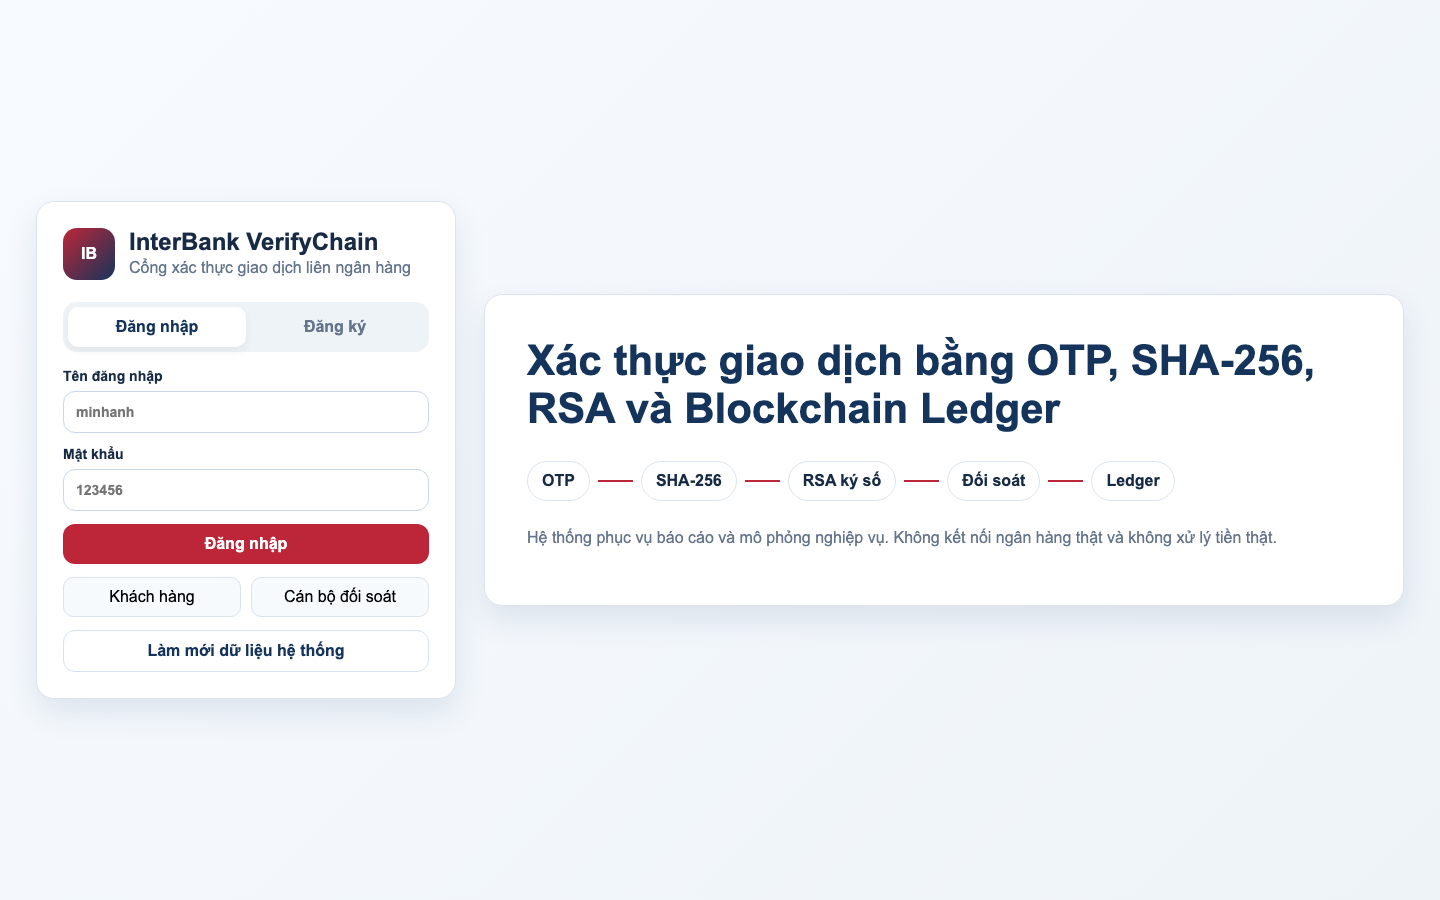 IB
InterBank VerifyChain
Cổng xác thực giao dịch liên ngân hàng
Đăng nhập
Đăng ký
Tên đăng nhập
minhanh
Mật khẩu
123456
Đăng nhập
Khách hàng
Cán bộ đối soát
Làm mới dữ liệu hệ thống
Xác thực giao dịch bằng OTP, SHA-256,
RSA và Blockchain Ledger
OTP
SHA-256
RSA ký số
Đối soát
Ledger
Hệ thống phục vụ báo cáo và mô phỏng nghiệp vụ. Không kết nối ngân hàng thật và không xử lý tiền thật.